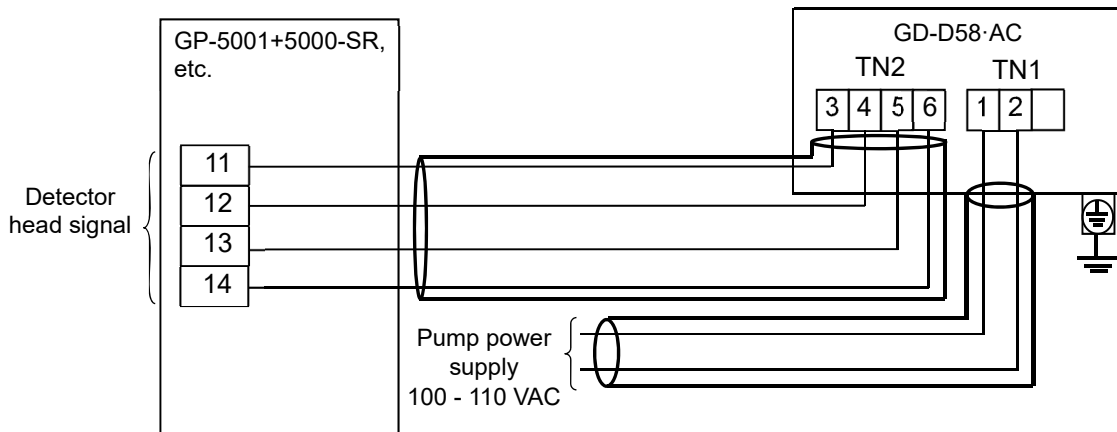 GP-5001+5000-SR,
etc.
GD-D58·AC
TN2
TN1
3 4 5 6
1 2
11
12
13
14
Detector
head signal
Pump power
supply
100 - 110 VAC